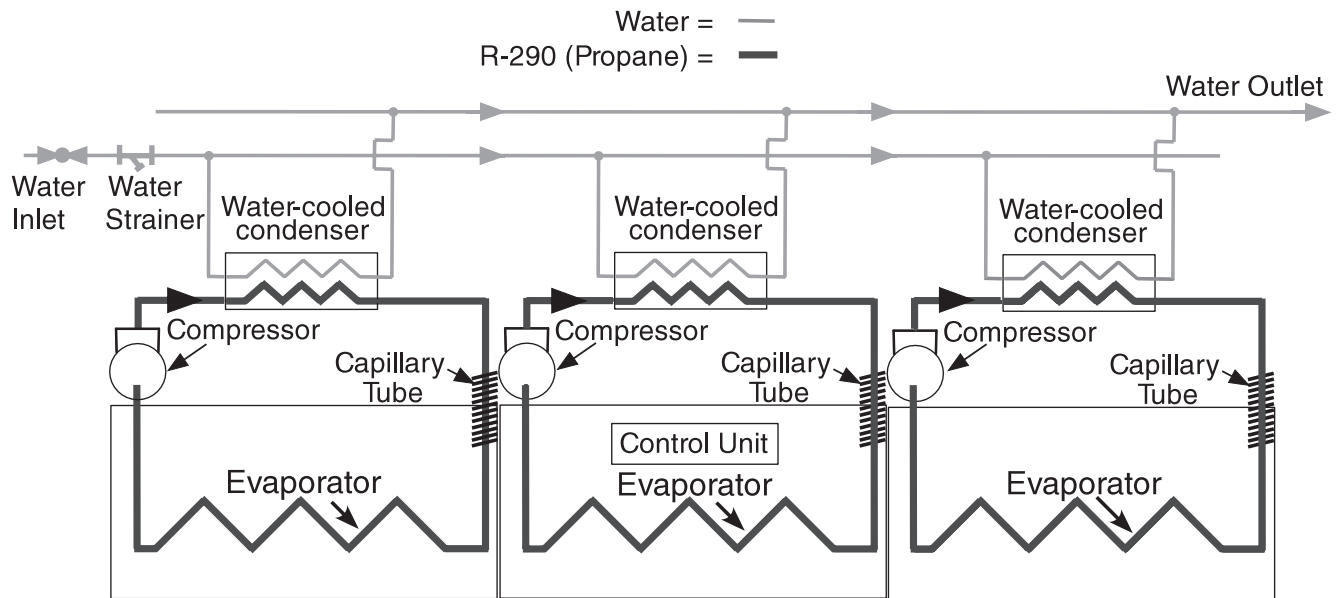 Water =
R-290 (Propane) =
Water Outlet
Water
Inlet
Water
Strainer
Water-cooled
condenser
Water-cooled
condenser
Water-cooled
condenser
Compressor
Compressor
Compressor
Capillary
Tube
Capillary
Tube
Capillary
Tube
Control Unit
Evaporator
Evaporator
Evaporator